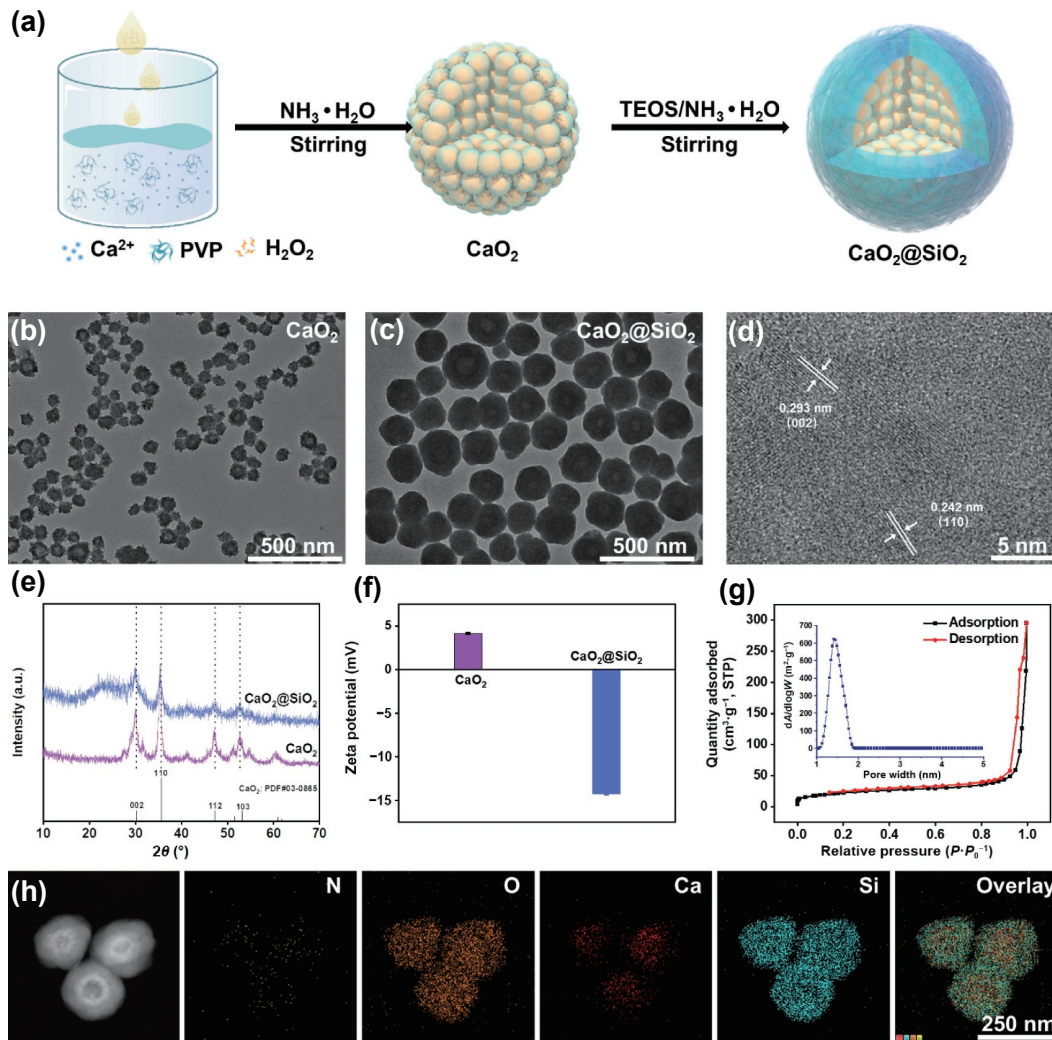 (a)
NH₃•H₂O
Stirring
TEOS/NH₃•H₂O
Stirring
Ca²⁺ PVP H₂O₂
CaO₂
CaO₂@SiO₂
(b) CaO₂
500 nm
(c) CaO₂@SiO₂
500 nm
(d)
0.293 nm
(002)
0.242 nm
(110)
5 nm
(e)
Intensity (a.u.)
CaO₂@SiO₂
CaO₂
110
CaO₂: PDF#03-0865
002
112
103
10 20 30 40 50 60 70
2θ (°)
(f)
Zeta potential (mV)
5
0
−5
−10
−15
CaO₂
CaO₂@SiO₂
(g)
Quantity adsorbed
(cm³·g⁻¹, STP)
300
250
200
150
100
50
0
Adsorption
Desorption
dA/dlogW (m²·g⁻¹)
700
600
500
400
300
200
100
0
1 2 3 4 5
Pore width (nm)
0.0 0.2 0.4 0.6 0.8 1.0
Relative pressure (P·P₀⁻¹)
(h)
N
O
Ca
Si
Overlay
250 nm